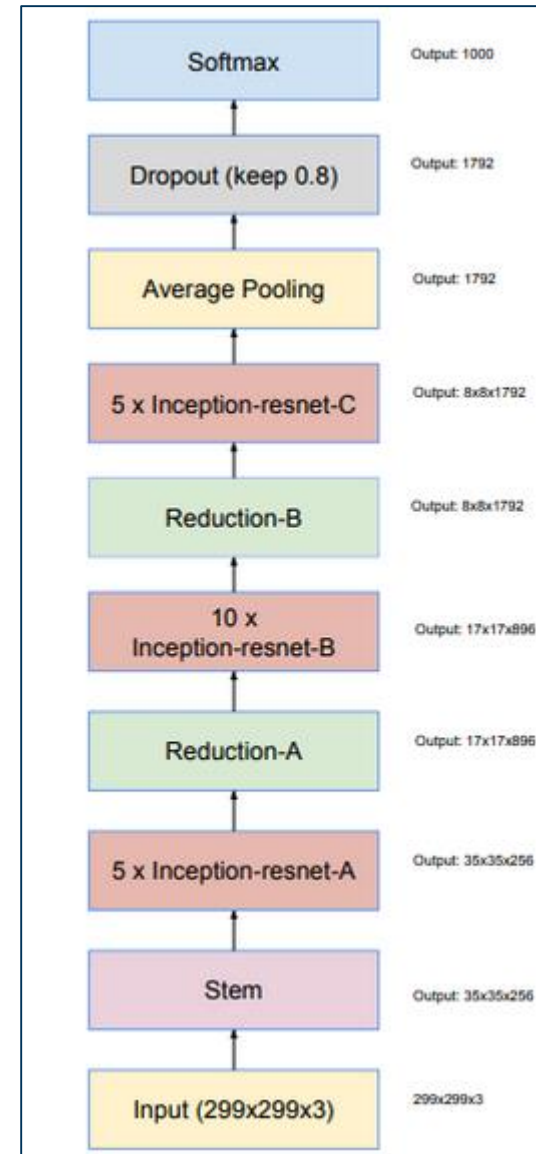 Softmax
Output: 1000
Dropout (keep 0.8)
Output: 1792
Average Pooling
Output: 1792
5 x Inception-resnet-C
Output: 8x8x1792
Reduction-B
Output: 8x8x1792
10 x
Inception-resnet-B
Output: 17x17x896
Reduction-A
Output: 17x17x896
5 x Inception-resnet-A
Output: 35x35x256
Stem
Output: 35x35x256
Input (299x299x3)
299x299x3